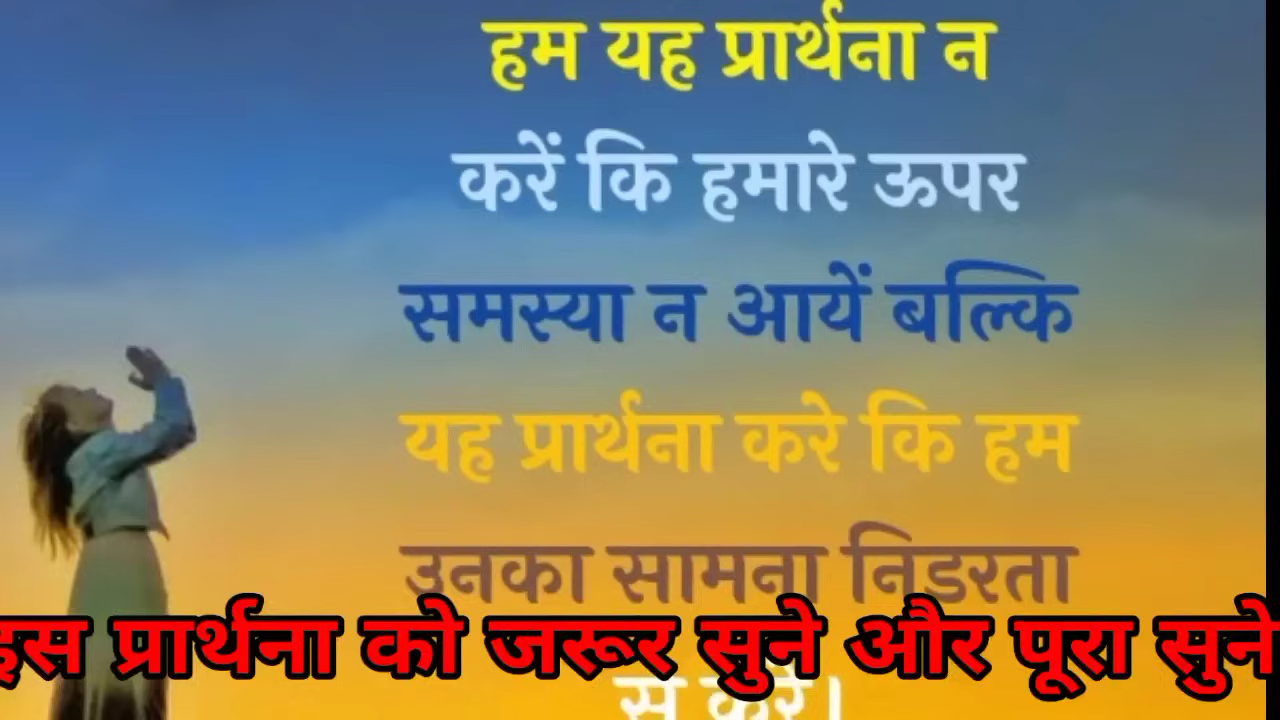 हम यह प्रार्थना न
करें कि हमारे ऊपर
समस्या न आयें बल्कि
यह प्रार्थना करे कि हम
उनका सामना निडरता
इस प्रार्थना को जरूर सुने और पूरा सुने
से करे।